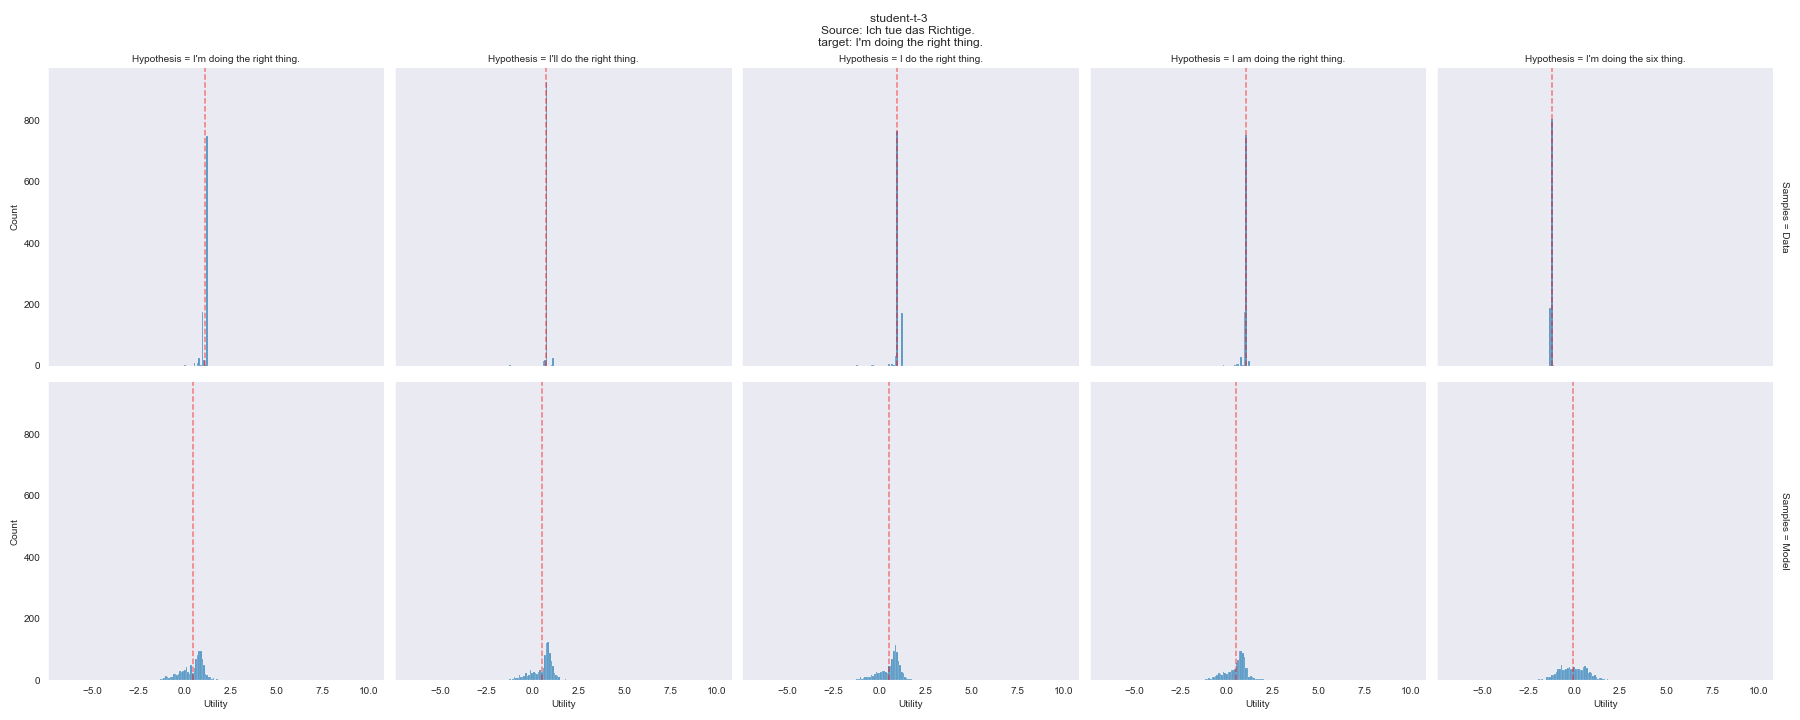 student-t-3
Source: Ich tue das Richtige.
target: I'm doing the right thing.
Hypothesis = I'm doing the right thing.
Hypothesis = I'll do the right thing.
Hypothesis = I do the right thing.
Hypothesis = I am doing the right thing.
Hypothesis = I'm doing the six thing.
800
600
400
200
0
Count
Samples = Data
800
600
400
200
0
Count
Samples = Model
−5.0 −2.5 0.0 2.5 5.0 7.5 10.0
Utility
−5.0 −2.5 0.0 2.5 5.0 7.5 10.0
Utility
−5.0 −2.5 0.0 2.5 5.0 7.5 10.0
Utility
−5.0 −2.5 0.0 2.5 5.0 7.5 10.0
Utility
−5.0 −2.5 0.0 2.5 5.0 7.5 10.0
Utility